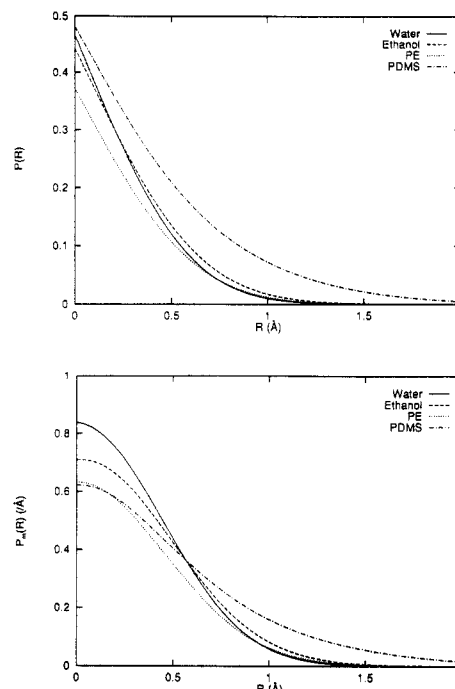 0.5
0.4
0.3
0.2
0.1
0
P(R)
Water
Ethanol
PE
PDMS
0 0.5 1 1.5
R (Å)
1
0.8
0.6
0.4
0.2
0
P_m(R) (/Å)
Water
Ethanol
PE
PDMS
0 0.5 1 1.5
R (Å)